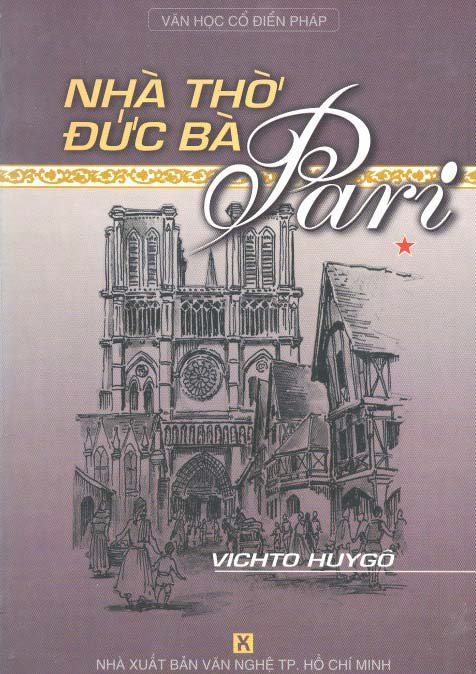 VĂN HỌC CỔ ĐIỂN PHÁP
NHÀ THỜ
ĐỨC BÀ
Pari
VICHTO HUYGÔ
NHÀ XUẤT BẢN VĂN NGHỆ TP. HỒ CHÍ MINH